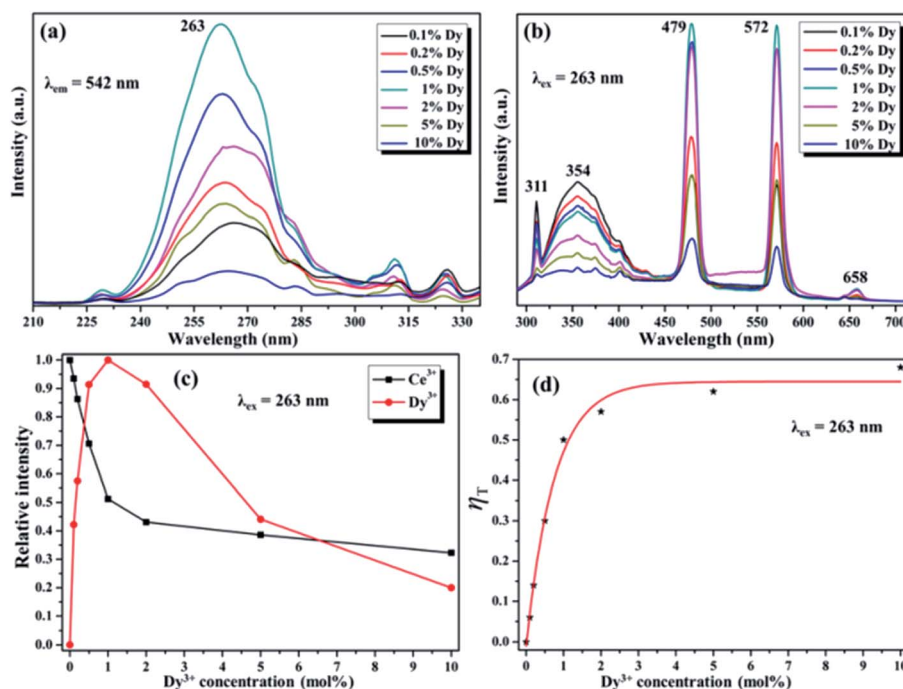 (a)
263
λem = 542 nm
0.1% Dy
0.2% Dy
0.5% Dy
1% Dy
2% Dy
5% Dy
10% Dy
Intensity (a.u.)
210 225 240 255 270 285 300 315 330
Wavelength (nm)
(b)
479
572
λex = 263 nm
0.1% Dy
0.2% Dy
0.5% Dy
1% Dy
2% Dy
5% Dy
10% Dy
311
354
658
Intensity (a.u.)
300 350 400 450 500 550 600 650 700
Wavelength (nm)
(c)
λex = 263 nm
Ce3+
Dy3+
Relative intensity
1.0
0.9
0.8
0.7
0.6
0.5
0.4
0.3
0.2
0.1
0.0
0 1 2 3 4 5 6 7 8 9 10
Dy3+ concentration (mol%)
(d)
λex = 263 nm
ηT
0.7
0.6
0.5
0.4
0.3
0.2
0.1
0.0
0 1 2 3 4 5 6 7 8 9 10
Dy3+ concentration (mol%)